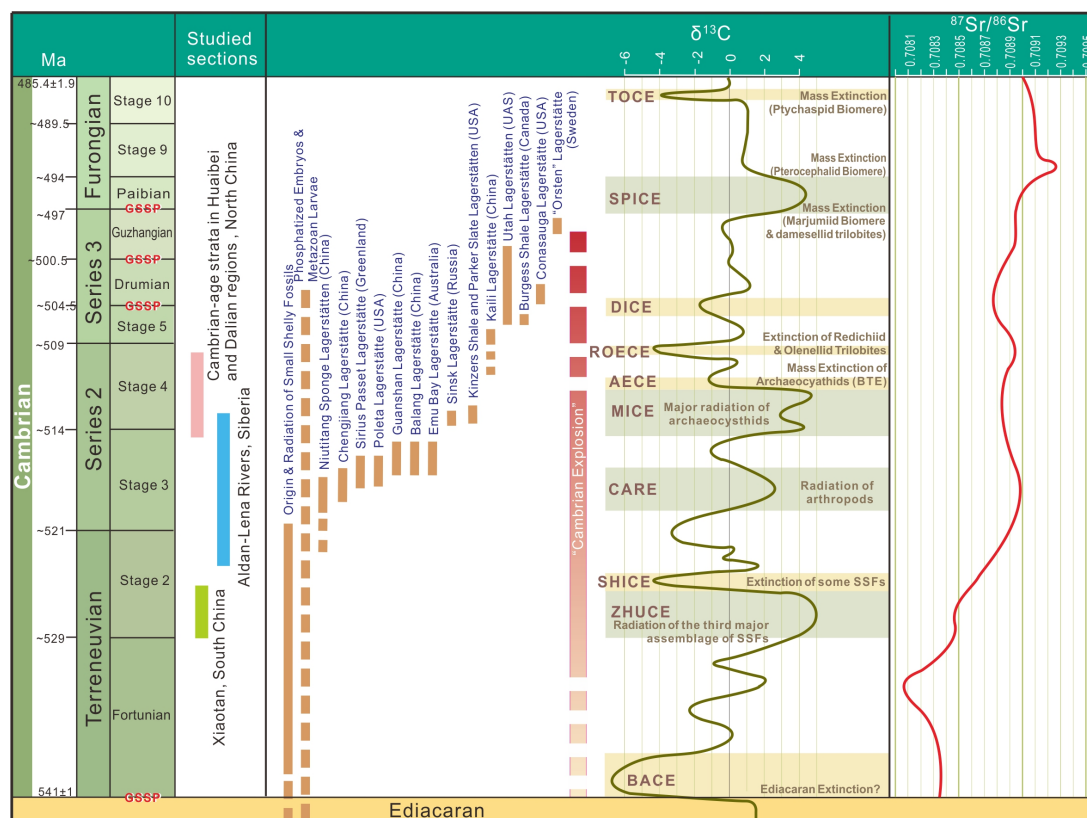 Ma
Studied
sections
δ13C
-6
-4
-2
0
2
4
87Sr/86Sr
0.7081
0.7083
0.7085
0.7087
0.7089
0.7091
0.7093
Cambrian
Furongian
Series 3
Series 2
Terreneuvian
485.4±1.9
~489.5
~494
~497
~500.5
~504.5
~509
~514
~521
~529
541±1
Stage 10
Stage 9
Paibian
GSSP
Guzhangian
GSSP
Drumian
GSSP
Stage 5
Stage 4
Stage 3
Stage 2
Fortunian
GSSP
Cambrian-age strata in Huaibei
and Dalian regions , North China
Aldan-Lena Rivers, Siberia
Xiaotan, South China
Origin & Radiation of Small Shelly Fossils
Phosphatized Embryos &
Metazoan Larvae
Niutitang Sponge Lagerstätten (China)
Chengjiang Lagerstätte (China)
Sirius Passet Lagerstätte (Greenland)
Poleta Lagerstätte (USA)
Guanshan Lagerstätte (China)
Balang Lagerstätte (China)
Emu Bay Lagerstätte (Australia)
Sinsk Lagerstätte (Russia)
Kinzers Shale and Parker Slate Lagerstätten (USA)
Kaili Lagerstätte (China)
Utah Lagerstätten (UAS)
Burgess Shale Lagerstätte (Canada)
Conasauga Lagerstätte (USA)
"Orsten" Lagerstätte
(Sweden)
"Cambrian Explosion"
TOCE
Mass Extinction
(Ptychaspid Biomere)
Mass Extinction
(Pterocephalid Biomere)
SPICE
Mass Extinction
(Marjumiid Biomere
& damesellid trilobites)
DICE
Extinction of Redichiid
& Olenellid Trilobites
ROECE
Mass Extinction of
Archaeocyathids (BTE)
AECE
MICE
Major radiation of
archaeocysthids
CARE
Radiation of
arthropods
SHICE
Extinction of some SSFs
ZHUCE
Radiation of the third major
assemblage of SSFs
BACE
Ediacaran Extinction?
Ediacaran